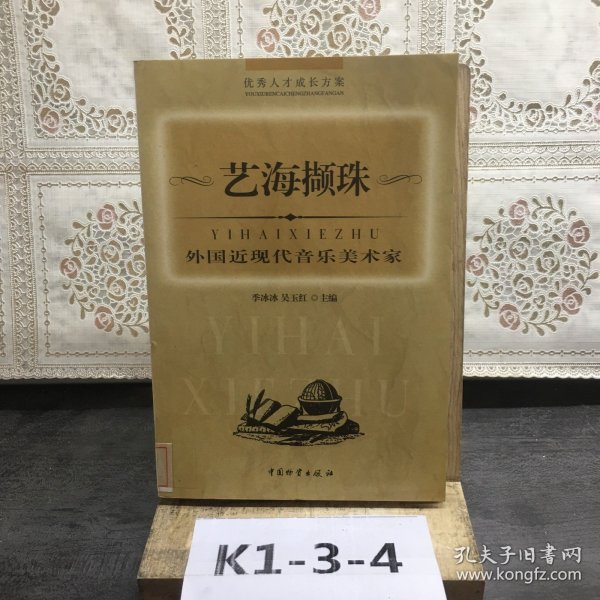 优秀人才成长方案
YOUXIURENCAICHENGZHANGFANGAN
艺海撷珠
YIHAIXIEZHU
外国近现代音乐美术家
季冰冰 吴玉红 ◎ 主编
YIHAI
XIEZHU
中国物资出版社
K1-3-4
孔夫子旧书网
www.kongfz.com